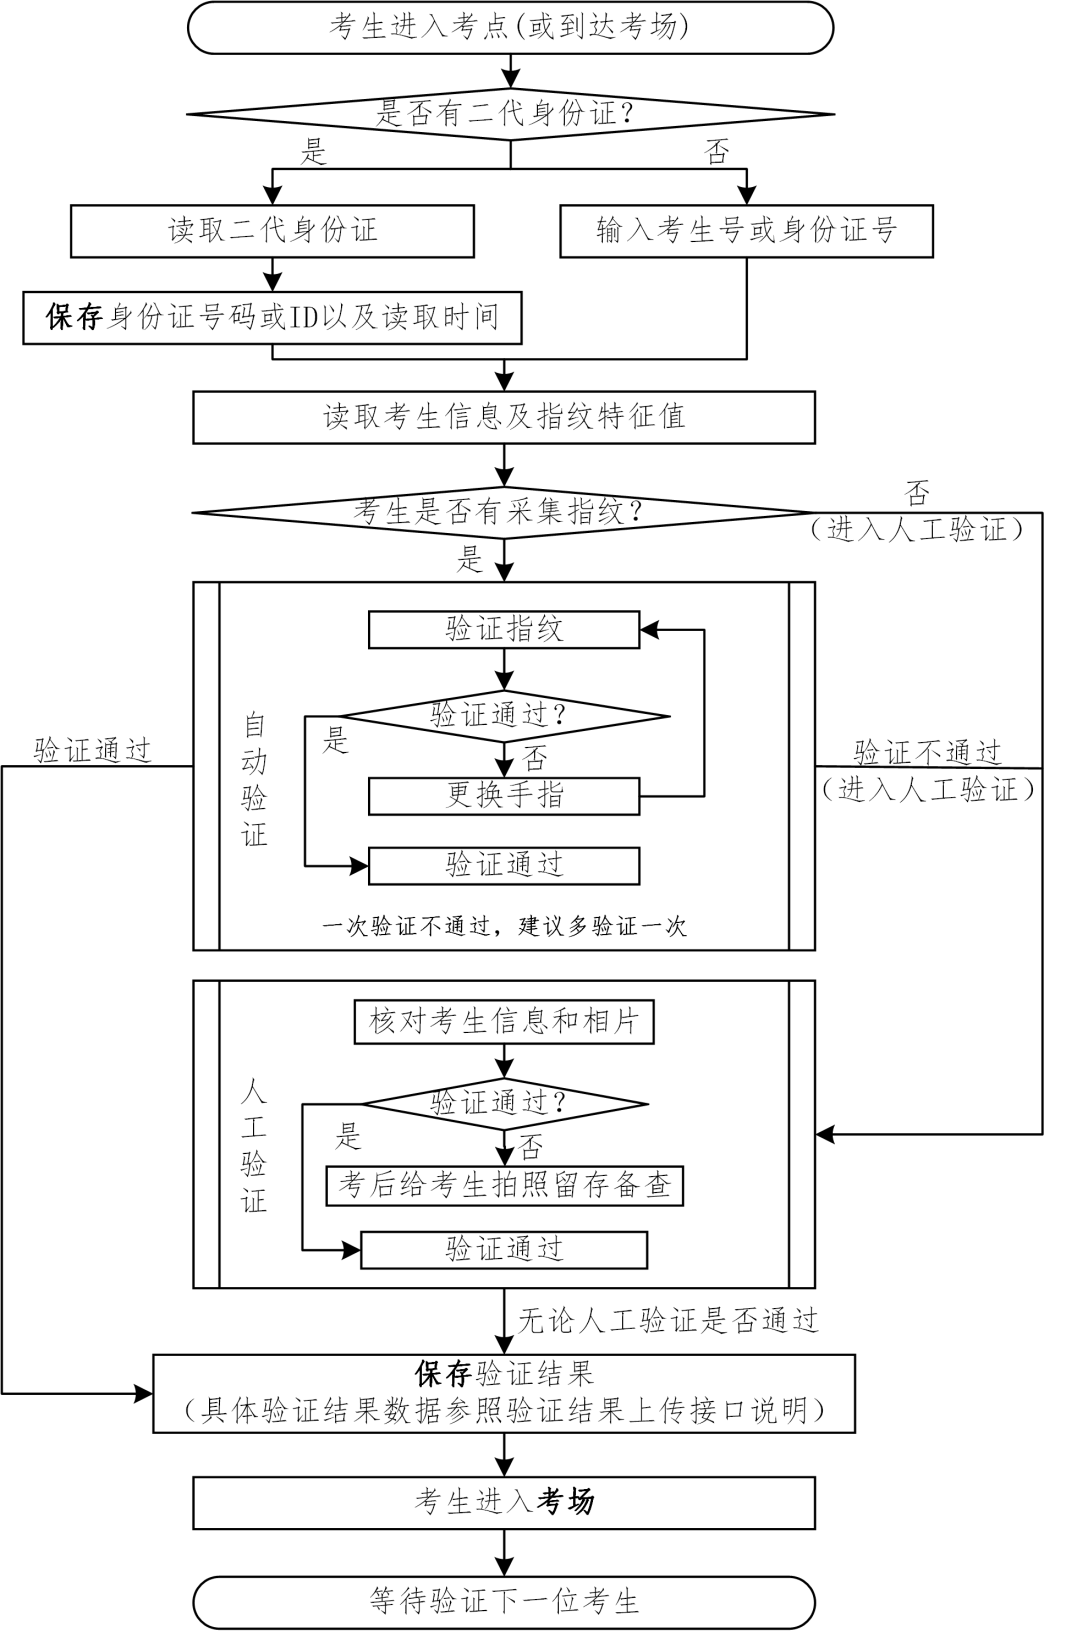 考生进入考点(或到达考场)
是否有二代身份证？
是
否
读取二代身份证
输入考生号或身份证号
保存身份证号码或ID以及读取时间
读取考生信息及指纹特征值
考生是否有采集指纹？
否
（进入人工验证）
是
验证指纹
验证通过？
是
否
更换手指
验证通过
自动验证
一次验证不通过，建议多验证一次
验证通过
验证不通过
（进入人工验证）
核对考生信息和相片
验证通过？
是
否
考后给考生拍照留存备查
验证通过
人工验证
无论人工验证是否通过
保存验证结果
（具体验证结果数据参照验证结果上传接口说明）
考生进入考场
等待验证下一位考生